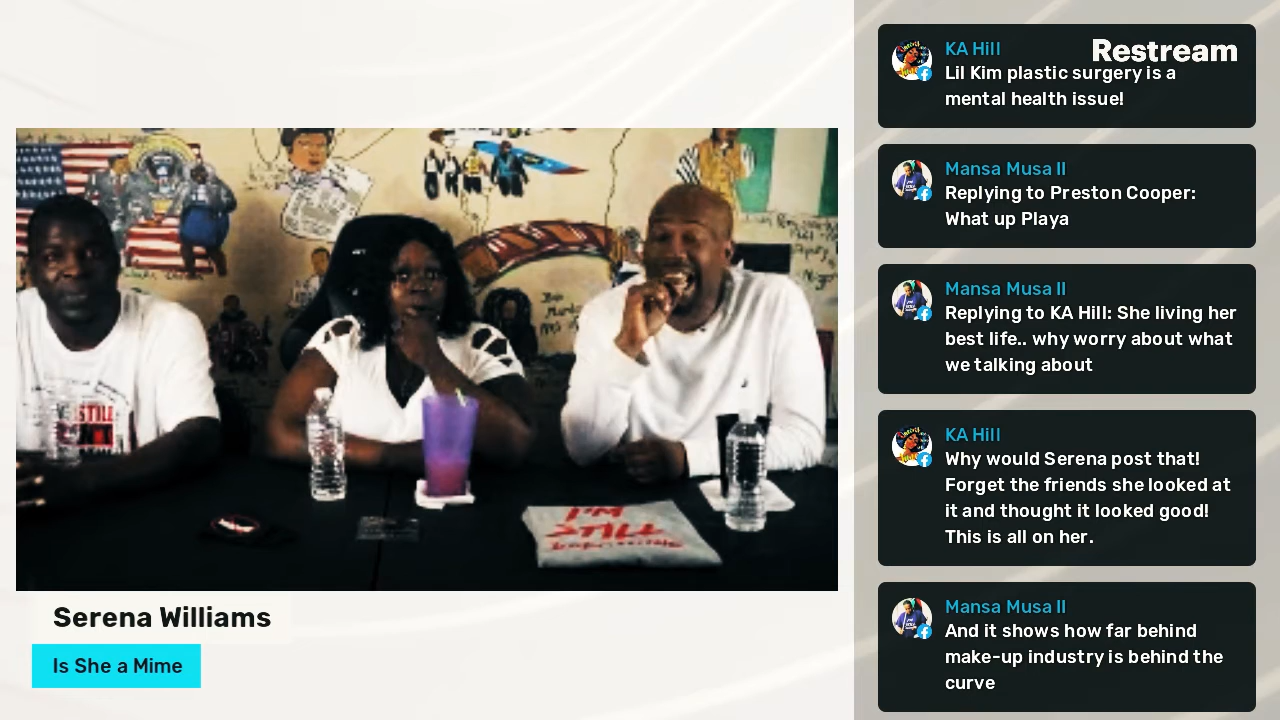 STILL
I'M
STILL
Serena Williams
Is She a Mime
Restream
KA Hill
Lil Kim plastic surgery is a
mental health issue!
Mansa Musa II
Replying to Preston Cooper:
What up Playa
Mansa Musa II
Replying to KA Hill: She living her
best life.. why worry about what
we talking about
KA Hill
Why would Serena post that!
Forget the friends she looked at
it and thought it looked good!
This is all on her.
Mansa Musa II
And it shows how far behind
make-up industry is behind the
curve